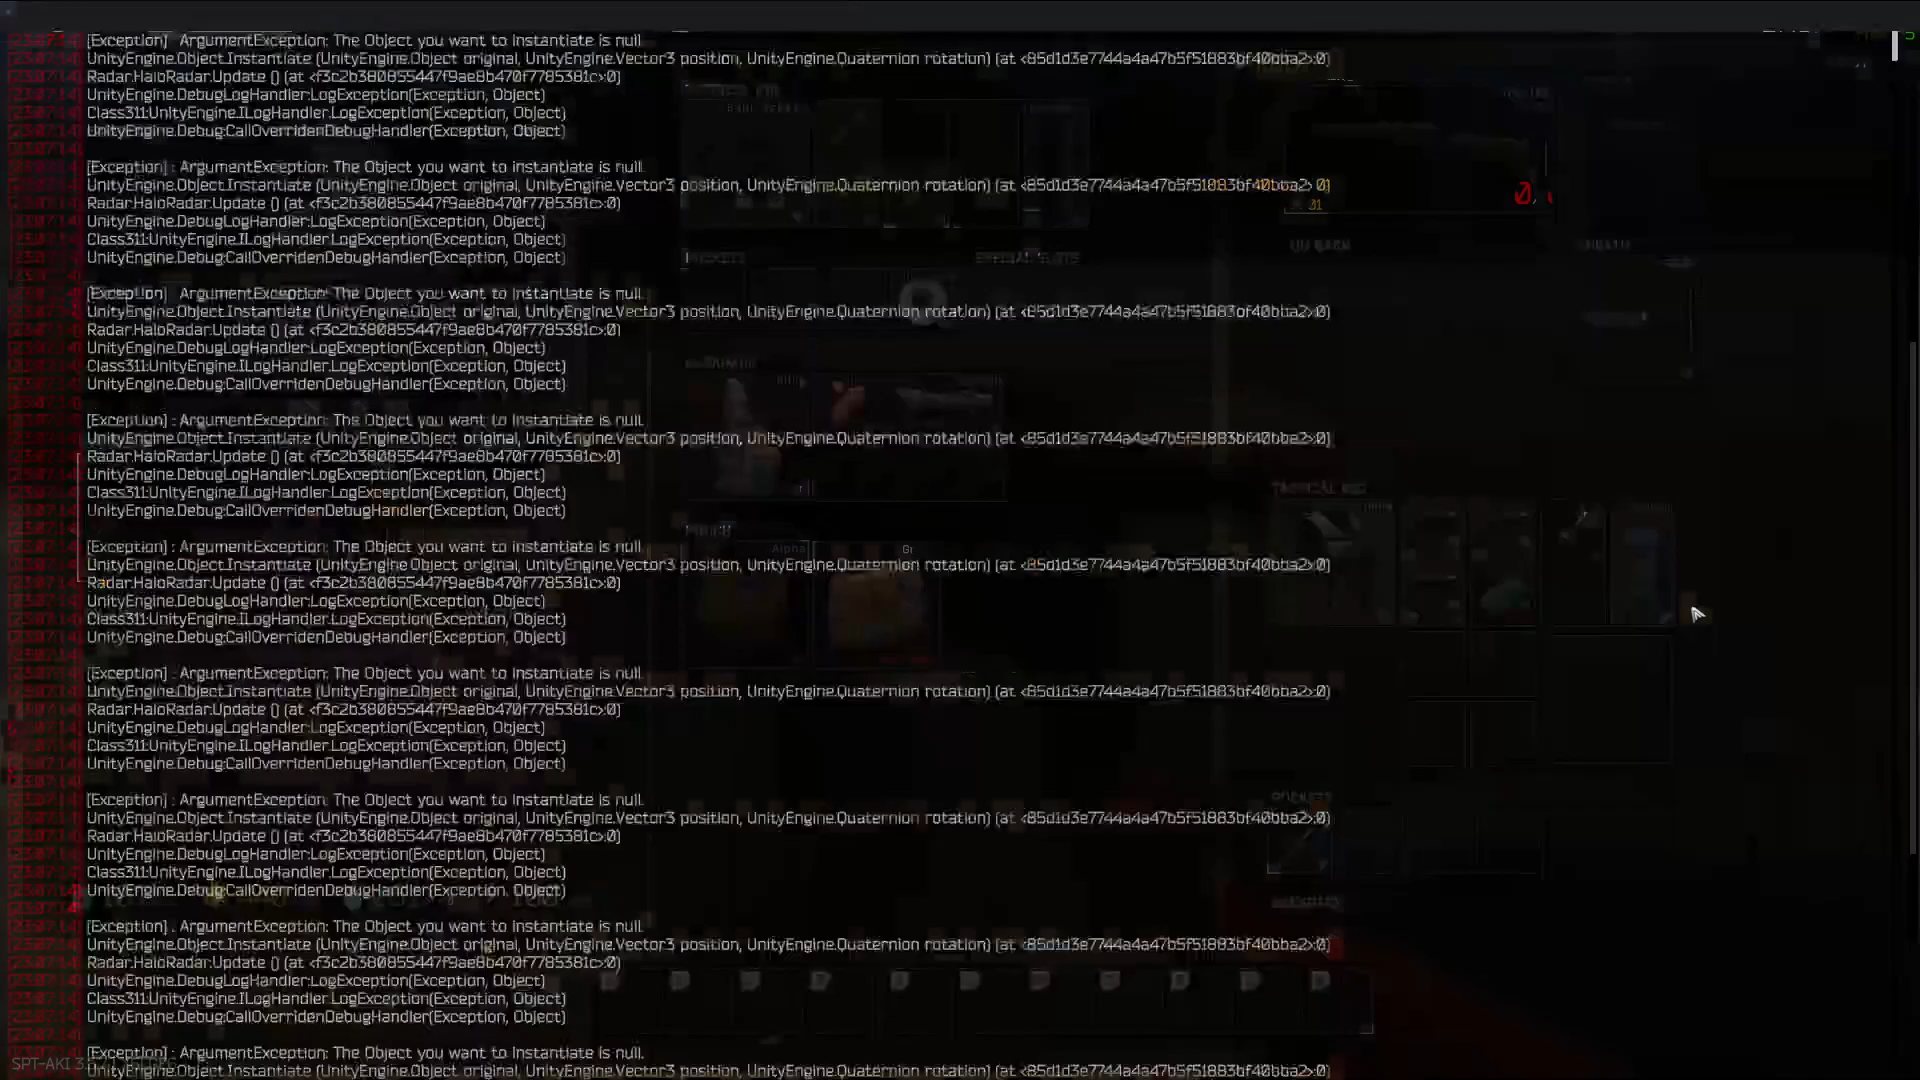 [Exception] : ArgumentException: The Object you want to instantiate is null.
UnityEngine.Object.Instantiate (UnityEngine.Object original, UnityEngine.Vector3 position, UnityEngine.Quaternion rotation) (at <85d1d3e7744a4a47b5f51883bf40bba2>:0)
Radar.HaloRadar.Update () (at <f3c2b380855447f9ae8b470f7785381c>:0)
UnityEngine.DebugLogHandler:LogException(Exception, Object)
Class311:UnityEngine.ILogHandler.LogException(Exception, Object)
UnityEngine.Debug:CallOverridenDebugHandler(Exception, Object)
[Exception] : ArgumentException: The Object you want to instantiate is null.
UnityEngine.Object.Instantiate (UnityEngine.Object original, UnityEngine.Vector3 position, UnityEngine.Quaternion rotation) (at <85d1d3e7744a4a47b5f51883bf40bba2>:0)
Radar.HaloRadar.Update () (at <f3c2b380855447f9ae8b470f7785381c>:0)
UnityEngine.DebugLogHandler:LogException(Exception, Object)
Class311:UnityEngine.ILogHandler.LogException(Exception, Object)
UnityEngine.Debug:CallOverridenDebugHandler(Exception, Object)
ON BACK
POCKETS
SPECIAL SLOTS
[Exception] : ArgumentException: The Object you want to instantiate is null.
UnityEngine.Object.Instantiate (UnityEngine.Object original, UnityEngine.Vector3 position, UnityEngine.Quaternion rotation) (at <85d1d3e7744a4a47b5f51883bf40bba2>:0)
Radar.HaloRadar.Update () (at <f3c2b380855447f9ae8b470f7785381c>:0)
UnityEngine.DebugLogHandler:LogException(Exception, Object)
Class311:UnityEngine.ILogHandler.LogException(Exception, Object)
UnityEngine.Debug:CallOverridenDebugHandler(Exception, Object)
[Exception] : ArgumentException: The Object you want to instantiate is null.
UnityEngine.Object.Instantiate (UnityEngine.Object original, UnityEngine.Vector3 position, UnityEngine.Quaternion rotation) (at <85d1d3e7744a4a47b5f51883bf40bba2>:0)
Radar.HaloRadar.Update () (at <f3c2b380855447f9ae8b470f7785381c>:0)
UnityEngine.DebugLogHandler:LogException(Exception, Object)
Class311:UnityEngine.ILogHandler.LogException(Exception, Object)
TACTICAL RIG
UnityEngine.Debug:CallOverridenDebugHandler(Exception, Object)
POUCH
[Exception] : ArgumentException: The Object you want to instantiate is null.
Alpha
UnityEngine.Object.Instantiate (UnityEngine.Object original, UnityEngine.Vector3 position, UnityEngine.Quaternion rotation) (at <85d1d3e7744a4a47b5f51883bf40bba2>:0)
Radar.HaloRadar.Update () (at <f3c2b380855447f9ae8b470f7785381c>:0)
UnityEngine.DebugLogHandler:LogException(Exception, Object)
Class311:UnityEngine.ILogHandler.LogException(Exception, Object)
UnityEngine.Debug:CallOverridenDebugHandler(Exception, Object)
[Exception] : ArgumentException: The Object you want to instantiate is null.
UnityEngine.Object.Instantiate (UnityEngine.Object original, UnityEngine.Vector3 position, UnityEngine.Quaternion rotation) (at <85d1d3e7744a4a47b5f51883bf40bba2>:0)
Radar.HaloRadar.Update () (at <f3c2b380855447f9ae8b470f7785381c>:0)
UnityEngine.DebugLogHandler:LogException(Exception, Object)
Class311:UnityEngine.ILogHandler.LogException(Exception, Object)
UnityEngine.Debug:CallOverridenDebugHandler(Exception, Object)
[Exception] : ArgumentException: The Object you want to instantiate is null.
POCKETS
UnityEngine.Object.Instantiate (UnityEngine.Object original, UnityEngine.Vector3 position, UnityEngine.Quaternion rotation) (at <85d1d3e7744a4a47b5f51883bf40bba2>:0)
Radar.HaloRadar.Update () (at <f3c2b380855447f9ae8b470f7785381c>:0)
UnityEngine.DebugLogHandler:LogException(Exception, Object)
Class311:UnityEngine.ILogHandler.LogException(Exception, Object)
UnityEngine.Debug:CallOverridenDebugHandler(Exception, Object)
[Exception] : ArgumentException: The Object you want to instantiate is null.
UnityEngine.Object.Instantiate (UnityEngine.Object original, UnityEngine.Vector3 position, UnityEngine.Quaternion rotation) (at <85d1d3e7744a4a47b5f51883bf40bba2>:0)
Radar.HaloRadar.Update () (at <f3c2b380855447f9ae8b470f7785381c>:0)
UnityEngine.DebugLogHandler:LogException(Exception, Object)
Class311:UnityEngine.ILogHandler.LogException(Exception, Object)
UnityEngine.Debug:CallOverridenDebugHandler(Exception, Object)
[Exception] : ArgumentException: The Object you want to instantiate is null.
SPT-AKI
UnityEngine.Object.Instantiate (UnityEngine.Object original, UnityEngine.Vector3 position, UnityEngine.Quaternion rotation) (at <85d1d3e7744a4a47b5f51883bf40bba2>:0)